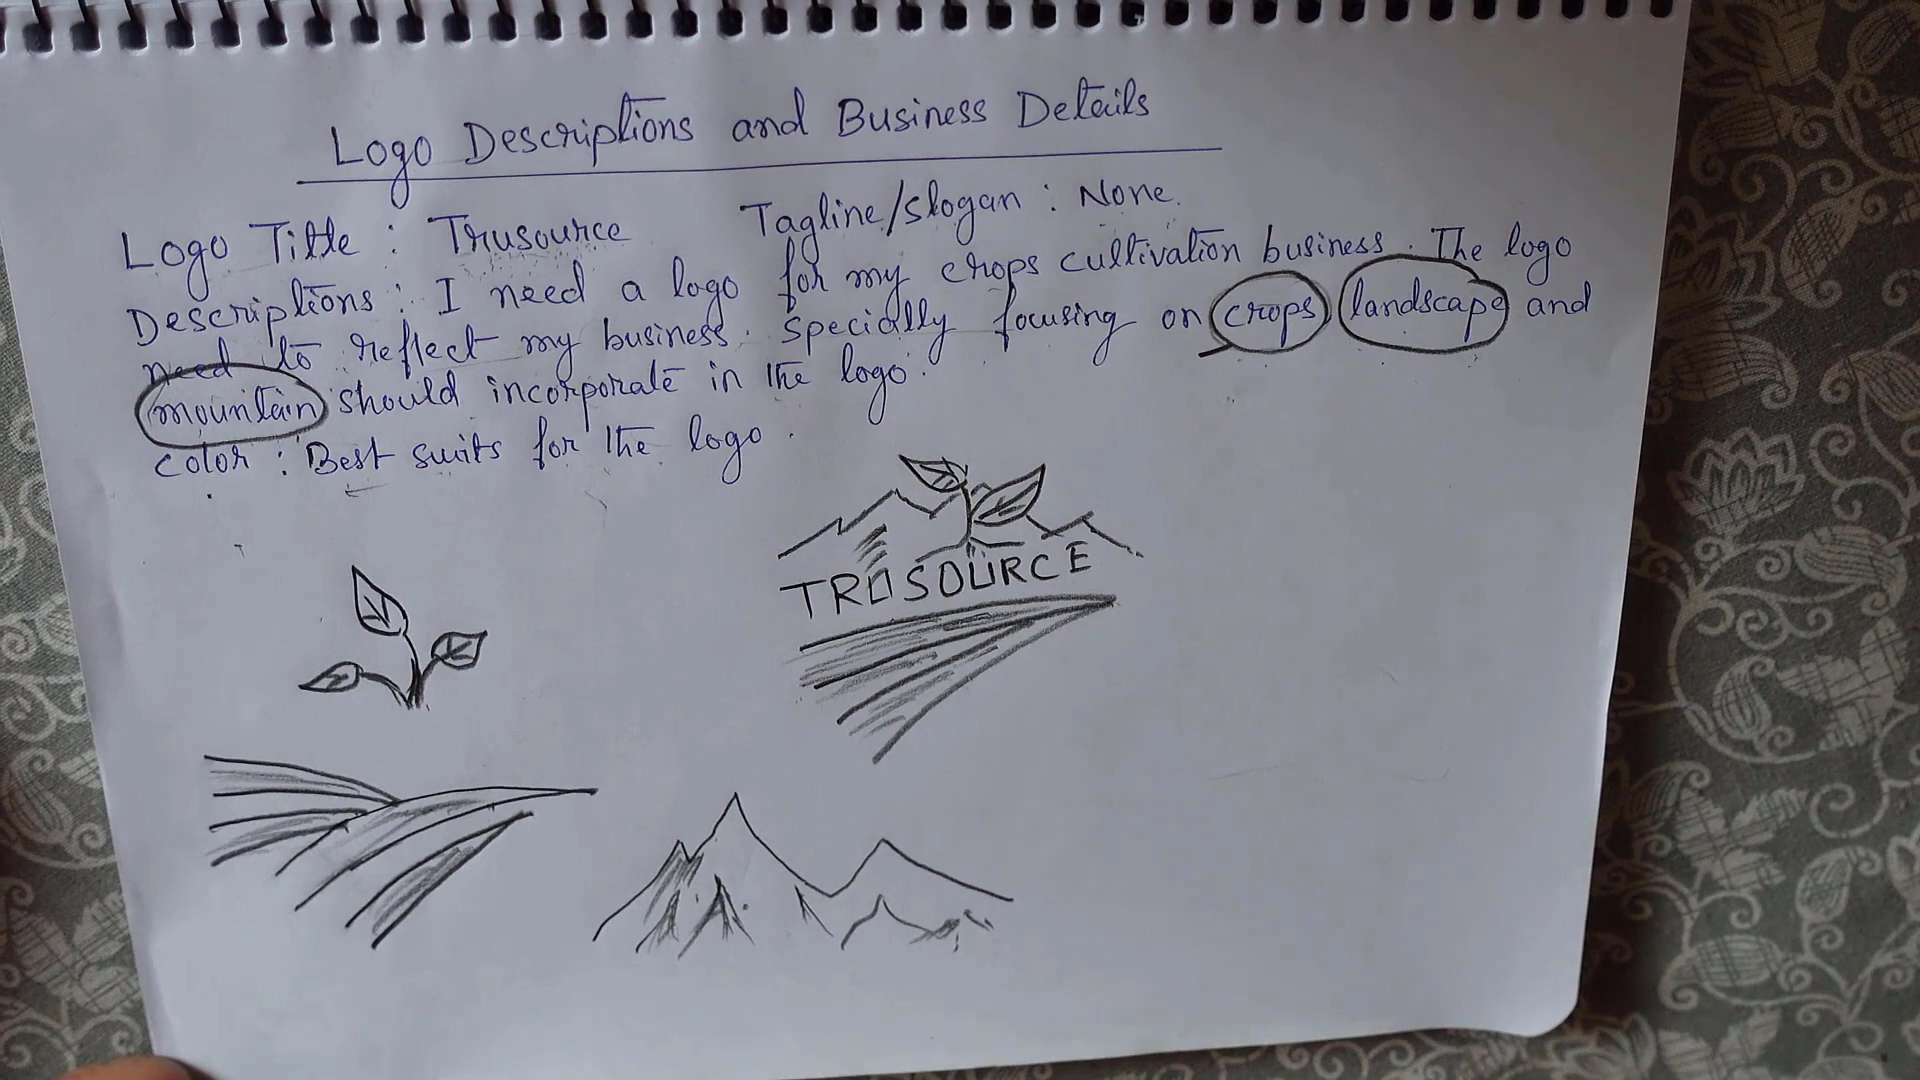 Logo Descriptions and Business Details
Logo Title : Trusource Tagline/slogan : None.
Descriptions : I need a logo for my crops cultivation business. The logo
need to reflect my business. specially focusing on crops landscape and
mountain should incorporate in the logo.
color : Best suits for the logo.
TRUSOURCE